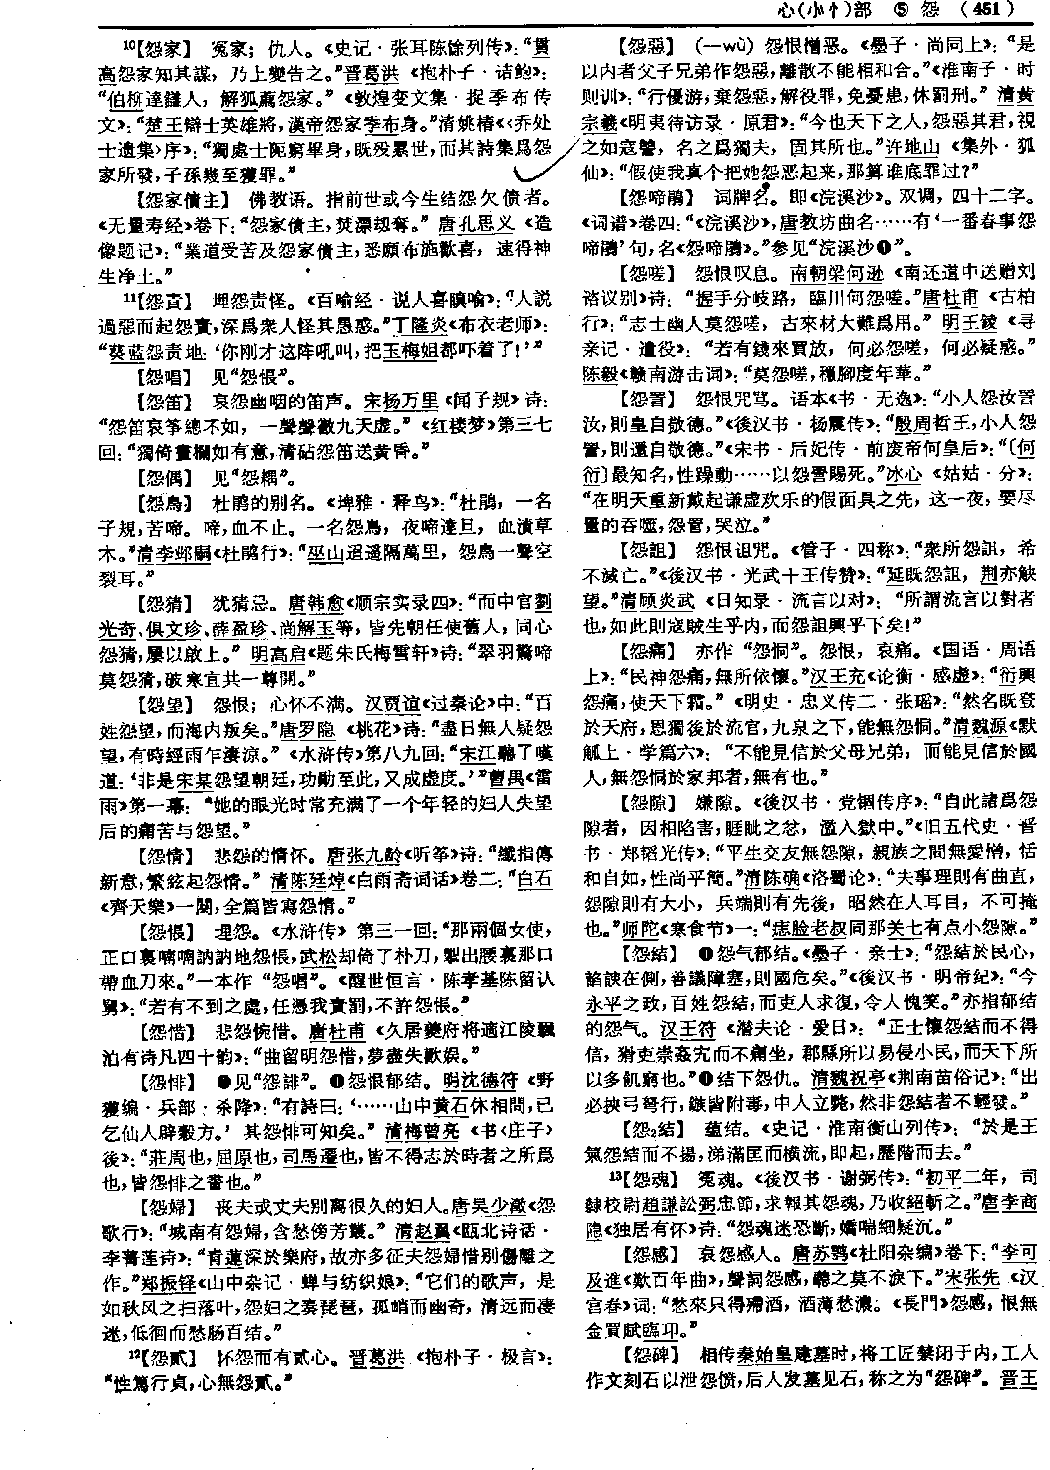 心(小忄)部 ⑤ 怨 (451)
10【怨家】 冤家；仇人。《史记·张耳陈馀列传》：“貫
高怨家知其謀，乃上變告之。”晋葛洪《抱朴子·诘鲍》：
“伯柳達讎人，解狐薦怨家。”《敦煌变文集·捉季布传
文》：“楚王辯士英雄將，漢帝怨家季布身。”清姚椿《〈乔处
士遗集〉序》：“獨處士阨窮畢身，既殁累世，而其詩集爲怨
家所發，子孫幾至獲罪。”
【怨家债主】 佛教语。指前世或今生结怨欠债者。
《无量寿经》卷下：“怨家債主，焚漂劫奪。”唐孔思义《造
像题记》：“業道受苦及怨家債主，悉願布施歡喜，速得神
生净土。”
11【怨責】 埋怨责怪。《百喻经·说人喜瞋喻》：“人説
過惡而起怨責，深爲衆人怪其愚惑。”丁隆炎《布衣老师》：
“葵蓝怨责地：‘你刚才这阵吼叫，把玉梅姐都吓着了！’”
【怨唱】 见“怨悵”。
【怨笛】 哀怨幽咽的笛声。宋杨万里《闻子规》诗：
“怨笛哀筝總不如，一聲聲徹九天虚。”《红楼梦》第三七
回：“獨倚畫欄如有意，清砧怨笛送黄昏。”
【怨偶】 见“怨耦”。
【怨鳥】 杜鹃的别名。《埤雅·释鸟》：“杜鵑，一名
子規，苦啼。啼，血不止。一名怨鳥，夜啼達旦，血漬草
木。”清李邺嗣《杜鹃行》：“巫山迢遥隔萬里，怨鳥一聲空
裂耳。”
【怨猜】 犹猜忌。唐韩愈《顺宗实录四》：“而中官劉
光奇、俱文珍、薛盈珍、尚解玉等，皆先朝任使舊人，同心
怨猜，屢以啟上。”明高启《题朱氏梅雪轩》诗：“翠羽驚啼
莫怨猜，破寒宜共一尊開。”
【怨望】 怨恨；心怀不满。汉贾谊《过秦论》中：“百
姓怨望，而海内叛矣。”唐罗隐《桃花》诗：“盡日無人疑怨
望，有時經雨乍淒涼。”《水浒传》第八九回：“宋江聽了嘆
道：‘非是宋某怨望朝廷，功勳至此，又成虚度。’”曹禺《雷
雨》第一幕：“她的眼光时常充满了一个年轻的妇人失望
后的痛苦与怨望。”
【怨情】 悲怨的情怀。唐张九龄《听筝》诗：“纖指傳
新意，繁絃起怨情。”清陈廷焯《白雨斋词话》卷二：“白石
《齊天樂》一闋，全篇皆寫怨情。”
【怨悵】 埋怨。《水浒传》第三一回：“那兩個女使，
正口裏喃喃訥訥地怨悵，武松却倚了朴刀，掣出腰裏那口
帶血刀來。”一本作“怨唱”。《醒世恒言·陈孝基陈留认
舅》：“若有不到之處，任憑我責罰，不許怨悵。”
【怨惜】 悲怨惋惜。唐杜甫《久居夔府将適江陵飘
泊有诗凡四十韵》：“曲留明怨惜，夢盡失歡娱。”
【怨悱】 ❶见“怨誹”。❷怨恨郁结。明沈德符《野
獲编·兵部·杀降》：“有詩曰：‘……山中黄石休相問，已
乞仙人辟穀方。’其怨悱可知矣。”清梅曾亮《书〈庄子〉
後》：“莊周也，屈原也，司馬遷也，皆不得志於時者之所爲
也，皆怨悱之書也。”
【怨婦】 丧夫或丈夫别离很久的妇人。唐吴少微《怨
歌行》：“城南有怨婦，含愁傍芳叢。”清赵翼《瓯北诗话·
李菁莲诗》：“青蓮深於樂府，故亦多征夫怨婦惜别傷離之
作。”郑振铎《山中杂记·蝉与纺织娘》：“它们的歌声，是
如秋风之扫落叶，怨妇之奏琵琶，孤峭而幽奇，清远而凄
迷，低徊而愁肠百结。”
12【怨貳】 怀怨而有贰心。晋葛洪《抱朴子·极言》：
“性篤行貞，心無怨貳。”
【怨惡】 （—wù）怨恨憎恶。《墨子·尚同上》：“是
以内者父子兄弟作怨惡，離散不能相和合。”《淮南子·时
则训》：“行優游，棄怨惡，解役罪，免憂患，休罰刑。”清黄
宗羲《明夷待访录·原君》：“今也天下之人，怨惡其君，視
之如寇讐，名之爲獨夫，固其所也。”许地山《集外·孤
仙》：“假使我真个把她怨恶起来，那算谁底罪过？”
【怨啼鹃】 词牌名。即《浣溪沙》。双调，四十二字。
《词谱》卷四：“《浣溪沙》，唐教坊曲名……有‘一番春事怨
啼鵑’句，名《怨啼鵑》。”参见“浣溪沙❶”。
【怨嗟】 怨恨叹息。南朝梁何逊《南还道中送赠刘
谘议别》诗：“握手分岐路，臨川何怨嗟。”唐杜甫《古柏
行》：“志士幽人莫怨嗟，古來材大難爲用。”明王錂《寻
亲记·遣役》：“若有錢來買放，何必怨嗟，何必疑惑。”
陈毅《赣南游击词》：“莫怨嗟，稳脚度年華。”
【怨詈】 怨恨咒骂。语本《书·无逸》：“小人怨汝詈
汝，則皇自敬德。”《後汉书·杨震传》：“殷周哲王，小人怨
詈，則還自敬德。”《宋书·后妃传·前废帝何皇后》：“〔何
衍〕最知名，性躁動……以怨詈賜死。”冰心《姑姑·分》：
“在明天重新戴起谦虚欢乐的假面具之先，这一夜，要尽
量的吞噬，怨詈，哭泣。”
【怨詛】 怨恨诅咒。《管子·四称》：“衆所怨詛，希
不滅亡。”《後汉书·光武十王传赞》：“延既怨詛，荆亦觖
望。”清顾炎武《日知录·流言以对》：“所謂流言以對者
也，如此則寇賊生乎内，而怨詛興乎下矣！”
【怨痛】 亦作“怨恫”。怨恨，哀痛。《国语·周语
上》：“民神怨痛，無所依懷。”汉王充《论衡·感虚》：“衍興
怨痛，使天下霜。”《明史·忠义传二·张瑶》：“然名既登
於天府，恩獨後於流官，九泉之下，能無怨恫。”清魏源《默
觚上·学篇六》：“不能見信於父母兄弟，而能見信於國
人，無怨恫於家邦者，無有也。”
【怨隙】 嫌隙。《後汉书·党锢传序》：“自此諸爲怨
隙者，因相陷害，睚眦之忿，濫入獄中。”《旧五代史·晋
书·郑韬光传》：“平生交友無怨隙，親族之間無愛憎，恬
和自如，性尚平簡。”清陈确《洛蜀论》：“夫事理則有曲直，
怨隙則有大小，兵端則有先後，昭然在人耳目，不可掩
也。”师陀《寒食节》一：“痣脸老叔同那关七有点小怨隙。”
【怨結】 ❶怨气郁结。《墨子·亲士》：“怨結於民心，
諂諛在側，善議障塞，則國危矣。”《後汉书·明帝纪》：“今
永平之政，百姓怨結，而吏人求復，令人愧笑。”亦指郁结
的怨气。汉王符《潜夫论·爱日》：“正士懷怨結而不得
信，猾吏崇姦宄而不痛坐，郡縣所以易侵小民，而天下所
以多飢窮也。”❷结下怨仇。清魏祝亭《荆南苗俗记》：“出
必挾弓弩行，鏃皆附毒，中人立斃，然非怨結者不輕發。”
【怨₂結】 蕴结。《史记·淮南衡山列传》：“於是王
氣怨結而不揚，涕滿匡而横流，即起，歷階而去。”
13【怨魂】 冤魂。《後汉书·谢弼传》：“初平二年，司
隸校尉趙謙訟弼忠節，求報其怨魂，乃收紹斬之。”唐李商
隐《独居有怀》诗：“怨魂迷恐斷，嬌喘細疑沉。”
【怨感】 哀怨感人。唐苏鹗《杜阳杂编》卷下：“李可
及進《歎百年曲》，聲詞怨感，聽之莫不淚下。”宋张先《汉
宫春》词：“愁來只得殢酒，酒薄愁濃。《長門》怨感，恨無
金買賦臨邛。”
【怨碑】 相传秦始皇建墓时，将工匠禁闭于内，工人
作文刻石以泄怨愤，后人发墓见石，称之为“怨碑”。晋王